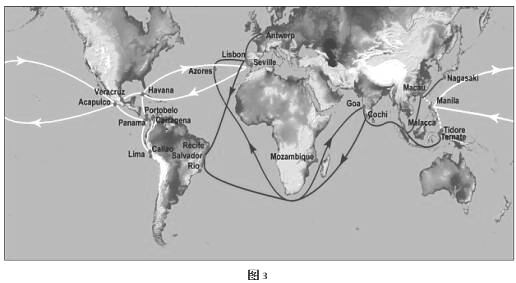 Antwerp
Lisbon
Azores
Seville
Nagasaki
Veracruz
Havana
Macau
Acapulco
Goa
Manila
Portobelo
Cochi
Panama
Cartagena
Malacca
Tidore
Ternate
Lima
Callao
Recife
Mozambique
Salvador
Rio
图 3